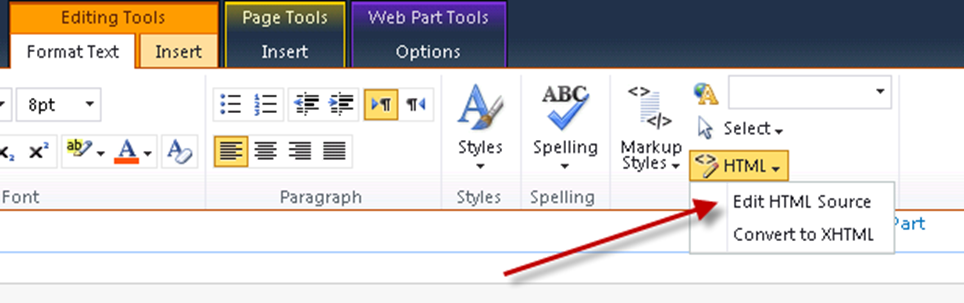 Editing Tools
Page Tools
Web Part Tools
Format Text
Insert
Insert
Options
8pt
ABC
Styles
Spelling
Markup
Styles
Select
HTML
Font
Paragraph
Styles
Spelling
Edit HTML Source
Convert to XHTML
Part